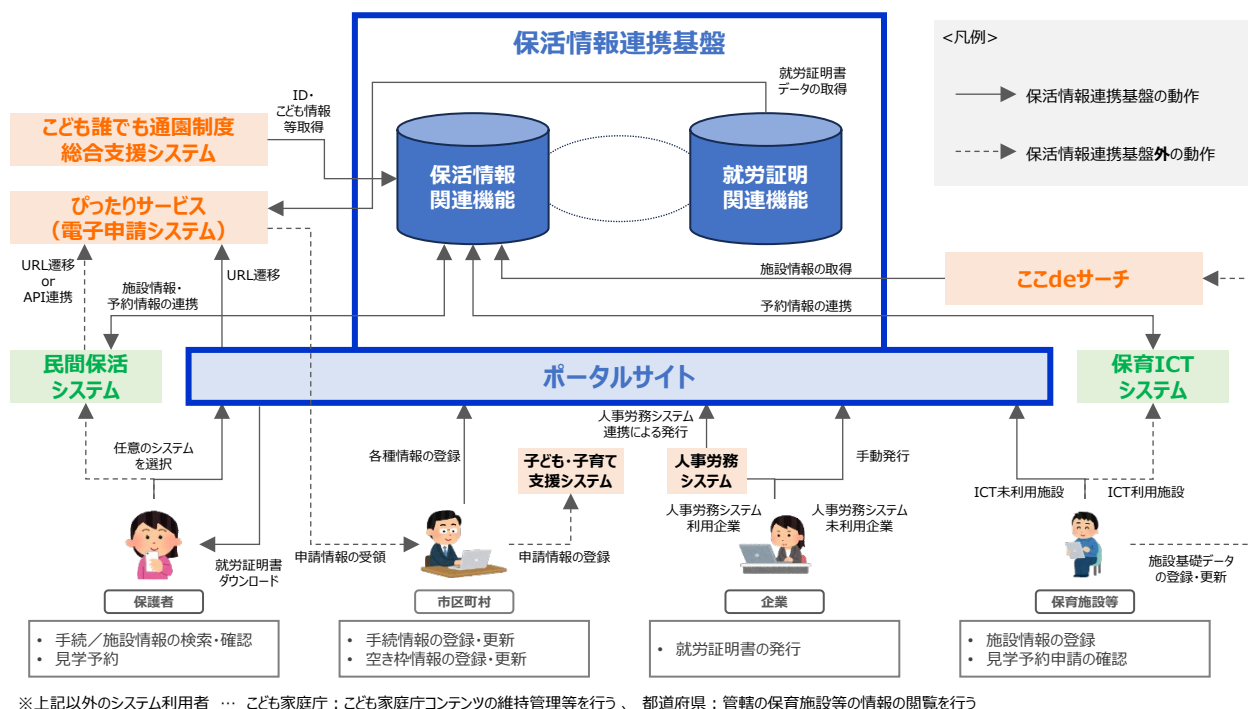 保活情報連携基盤
<凡例>
保活情報連携基盤の動作
保活情報連携基盤外の動作
ID・
こども情報
等取得
就労証明書
データの取得
こども誰でも通園制度
総合支援システム
保活情報
関連機能
就労証明
関連機能
ぴったりサービス
（電子申請システム）
URL遷移
or
API連携
URL遷移
施設情報・
予約情報の連携
施設情報の取得
ここdeサーチ
予約情報の連携
民間保活
システム
ポータルサイト
保育ICT
システム
任意のシステム
を選択
各種情報の登録
子ども・子育て
支援システム
人事労務システム
連携による発行
人事労務
システム
手動発行
人事労務システム
利用企業
人事労務システム
未利用企業
ICT未利用施設
ICT利用施設
就労証明書
ダウンロード
申請情報の受領
申請情報の登録
施設基礎データ
の登録・更新
保護者
市区町村
企業
保育施設等
• 手続／施設情報の検索・確認
• 見学予約
• 手続情報の登録・更新
• 空き枠情報の登録・更新
• 就労証明書の発行
• 施設情報の登録
• 見学予約申請の確認
※上記以外のシステム利用者 … こども家庭庁：こども家庭庁コンテンツの維持管理等を行う 、 都道府県：管轄の保育施設等の情報の閲覧を行う